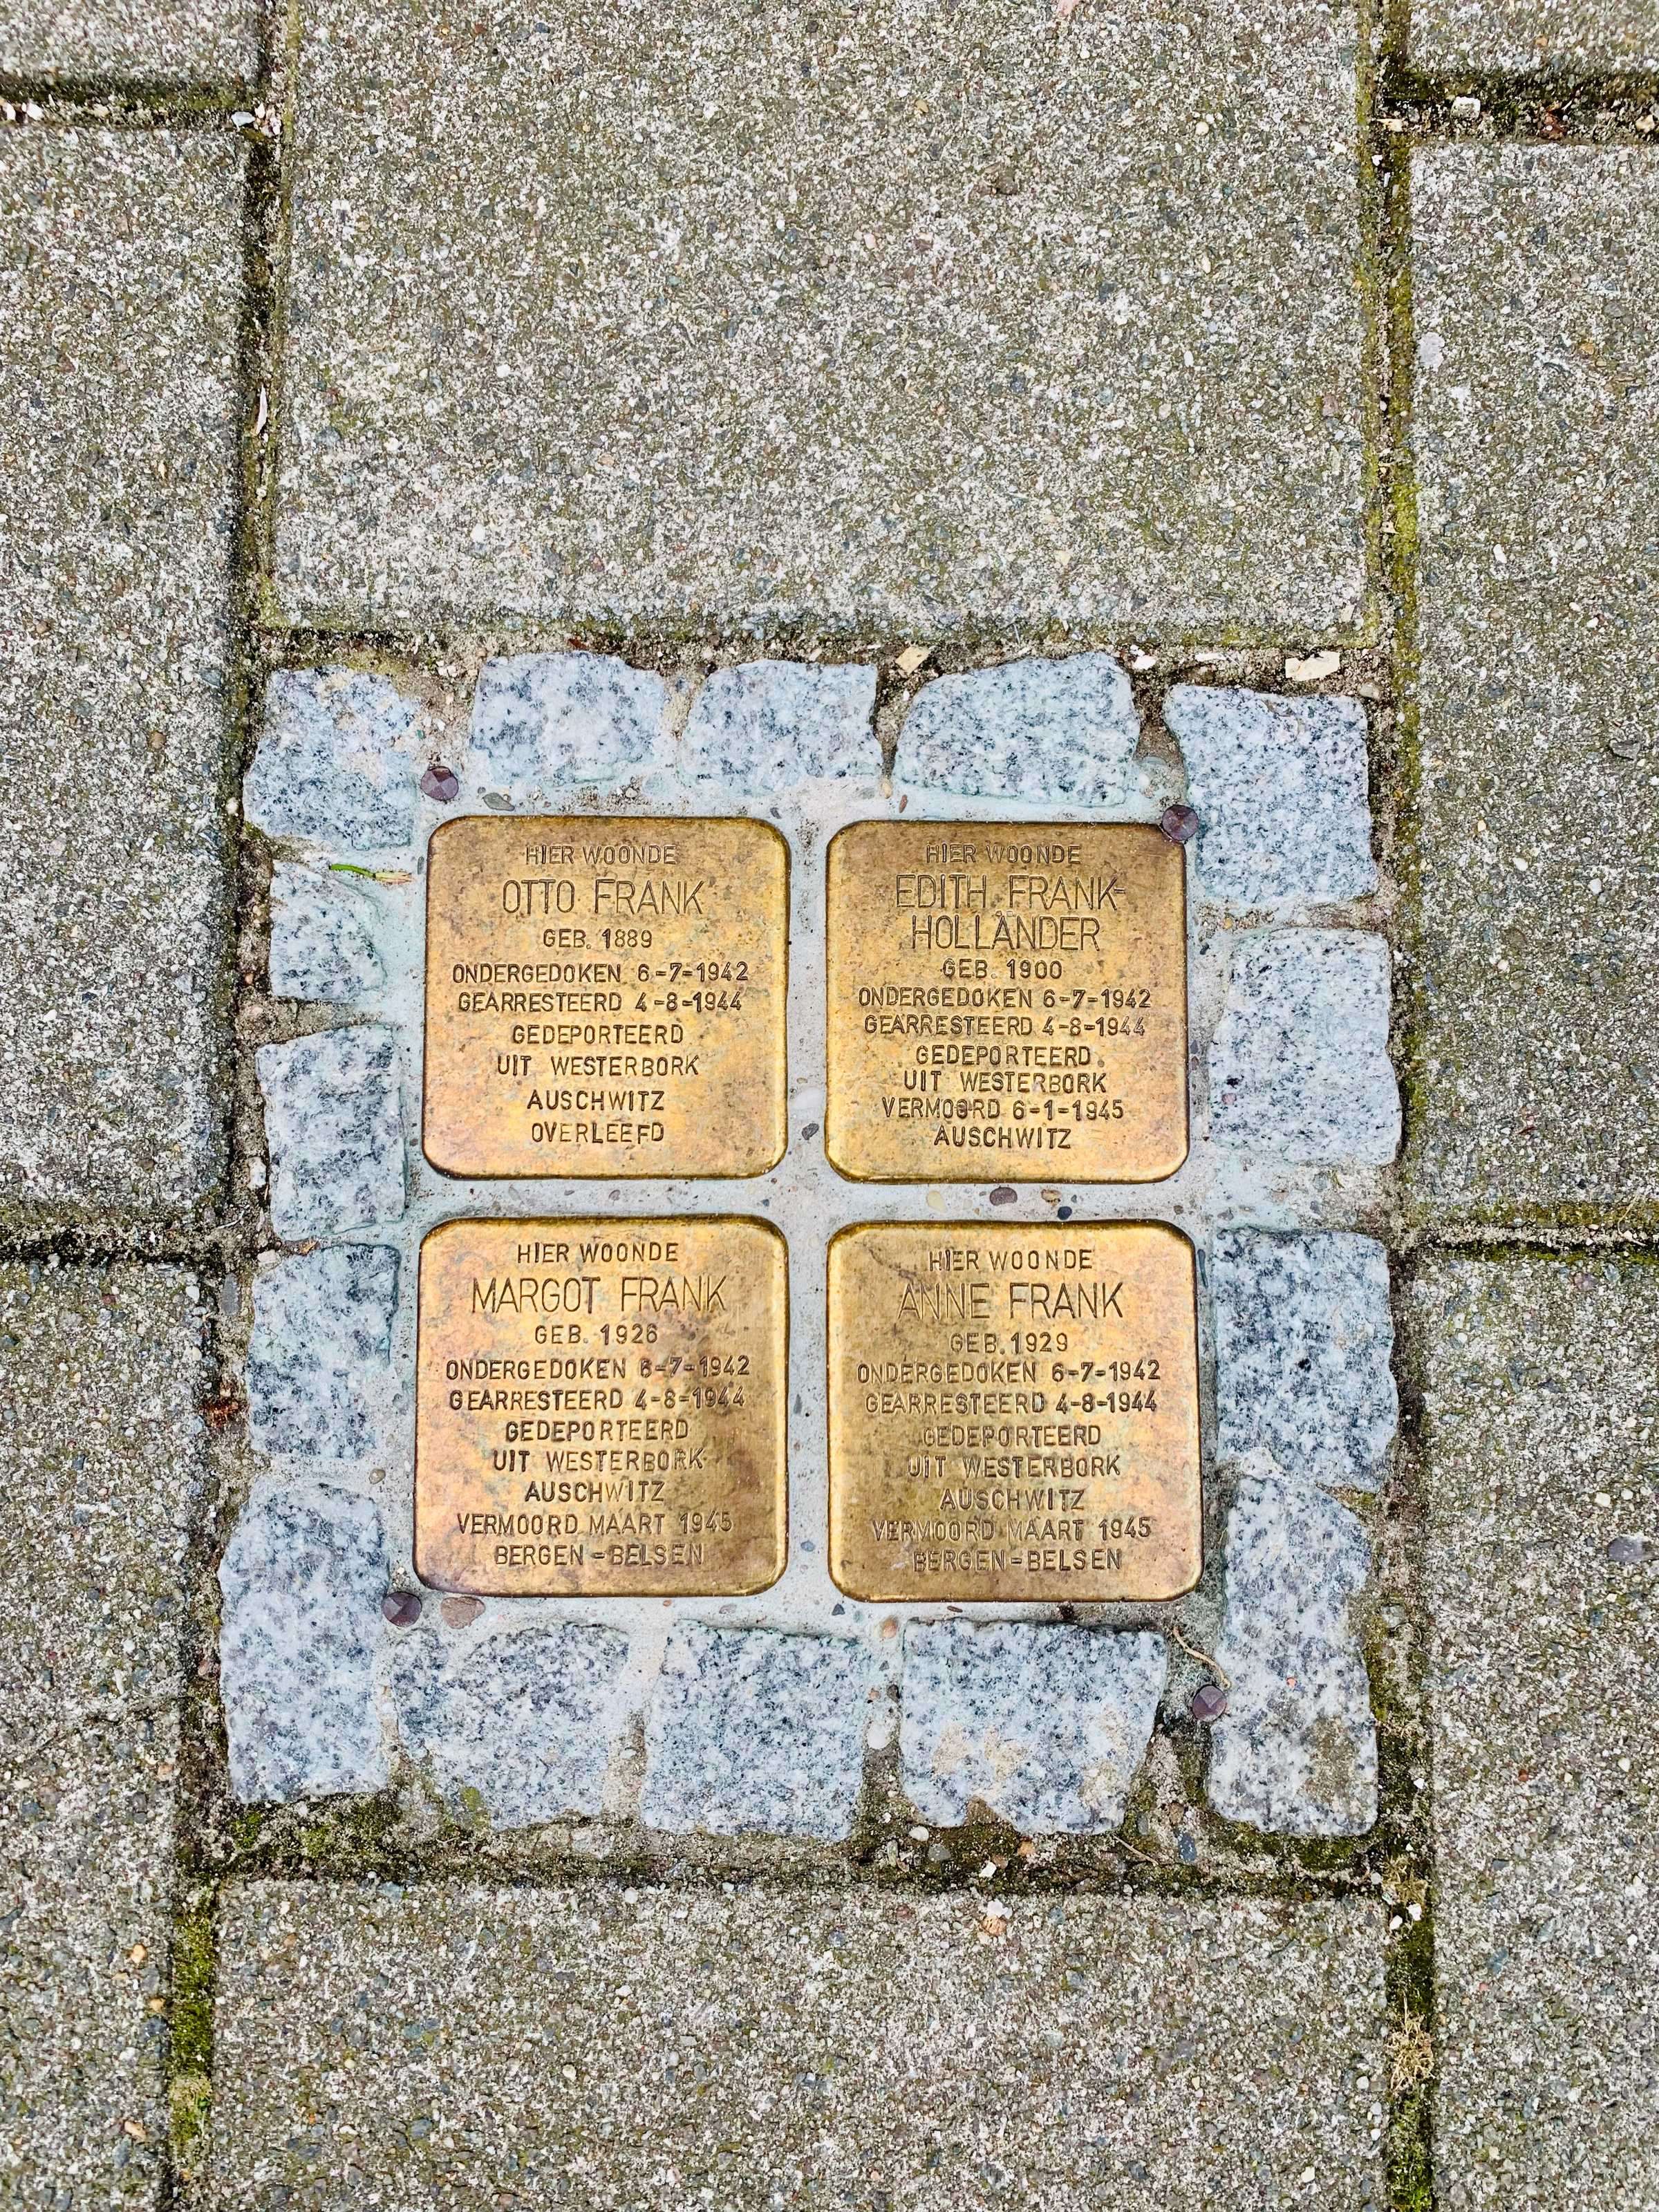 HIER WOONDE
OTTO FRANK
GEB. 1889
ONDERGEDOKEN 6-7-1942
GEARRESTEERD 4-8-1944
GEDEPORTEERD
UIT WESTERBORK
AUSCHWITZ
OVERLEEFD
HIER WOONDE
EDITH FRANK-
HOLLÄNDER
GEB. 1900
ONDERGEDOKEN 6-7-1942
GEARRESTEERD 4-8-1944
GEDEPORTEERD
UIT WESTERBORK
VERMOORD 6-1-1945
AUSCHWITZ
HIER WOONDE
MARGOT FRANK
GEB. 1926
ONDERGEDOKEN 6-7-1942
GEARRESTEERD 4-8-1944
GEDEPORTEERD
UIT WESTERBORK
AUSCHWITZ
VERMOORD MAART 1945
BERGEN-BELSEN
HIER WOONDE
ANNE FRANK
GEB. 1929
ONDERGEDOKEN 6-7-1942
GEARRESTEERD 4-8-1944
GEDEPORTEERD
UIT WESTERBORK
AUSCHWITZ
VERMOORD MAART 1945
BERGEN-BELSEN